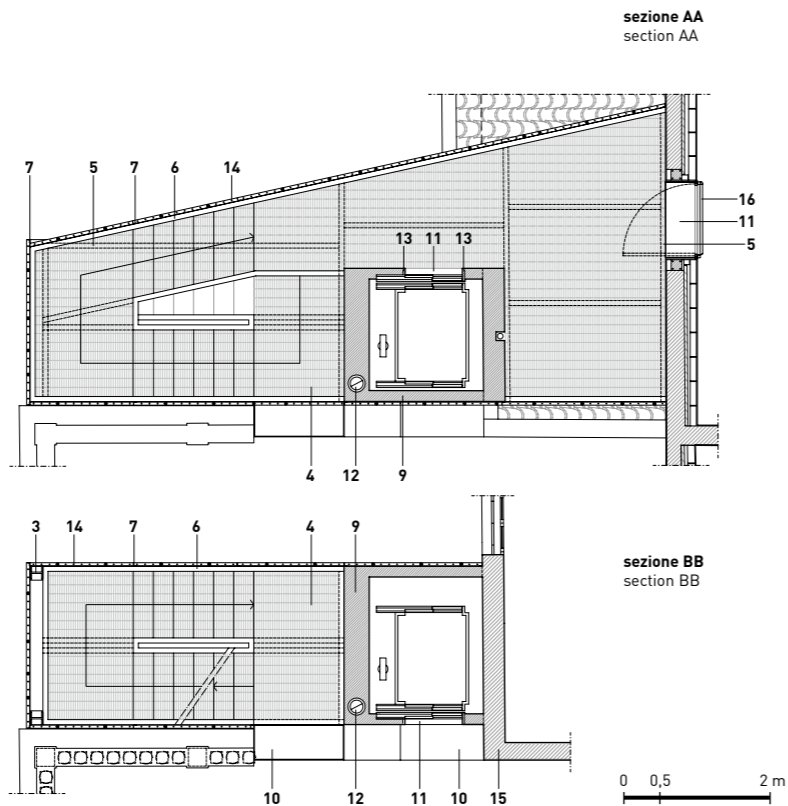 sezione AA
section AA
7 5 7 6 14
16
11
5
13 11 13
4 12 9
3 14 7 6 4 9
sezione BB
section BB
10 12 11 10 15
0 0,5 2 m